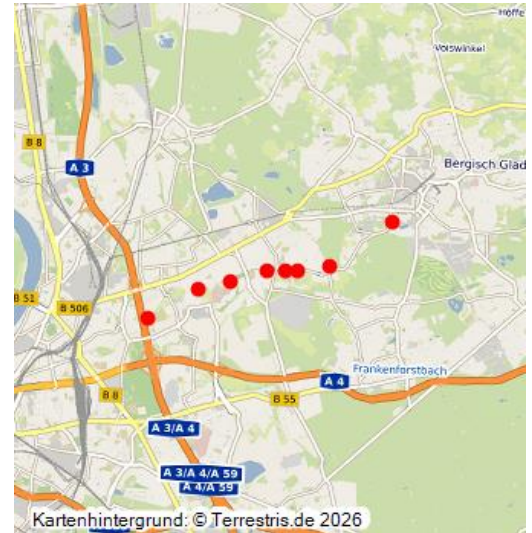 Höffe
Voiswinkel
B 8
A 3
Bergisch Glad
B 51
B 506
Frankenforstbach
A 4
B 8
B 55
A 3/A 4
A 3/A 4/A 59
A 4/A 59
Kartenhintergrund: © Terrestris.de 2026